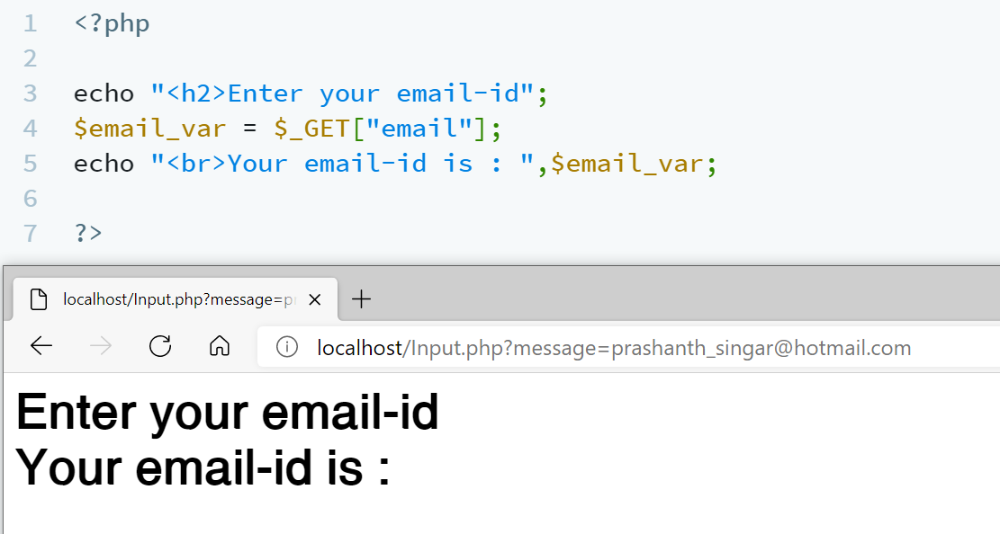 1 <?php
2
3 echo "<h2>Enter your email-id";
4 $email_var = $_GET["email"];
5 echo "<br>Your email-id is : ",$email_var;
6
7 ?>
localhost/Input.php?message=pr
localhost/Input.php?message=prashanth_singar@hotmail.com
Enter your email-id
Your email-id is :